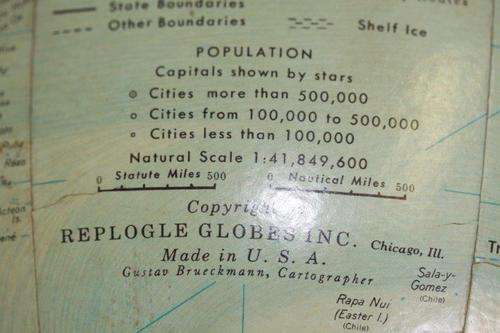 State Boundaries
Other Boundaries
Shelf Ice
POPULATION
Capitals shown by stars
Cities more than 500,000
Cities from 100,000 to 500,000
Cities less than 100,000
Natural Scale 1:41,849,600
0 Statute Miles 500
0 Nautical Miles 500
Copyright
REPLOGLE GLOBES INC. Chicago, Ill.
Made in U. S. A.
Gustav Brueckmann, Cartographer
Sala-y-
Gomez
(Chile)
Rapa Nui
(Easter I.)
(Chile)